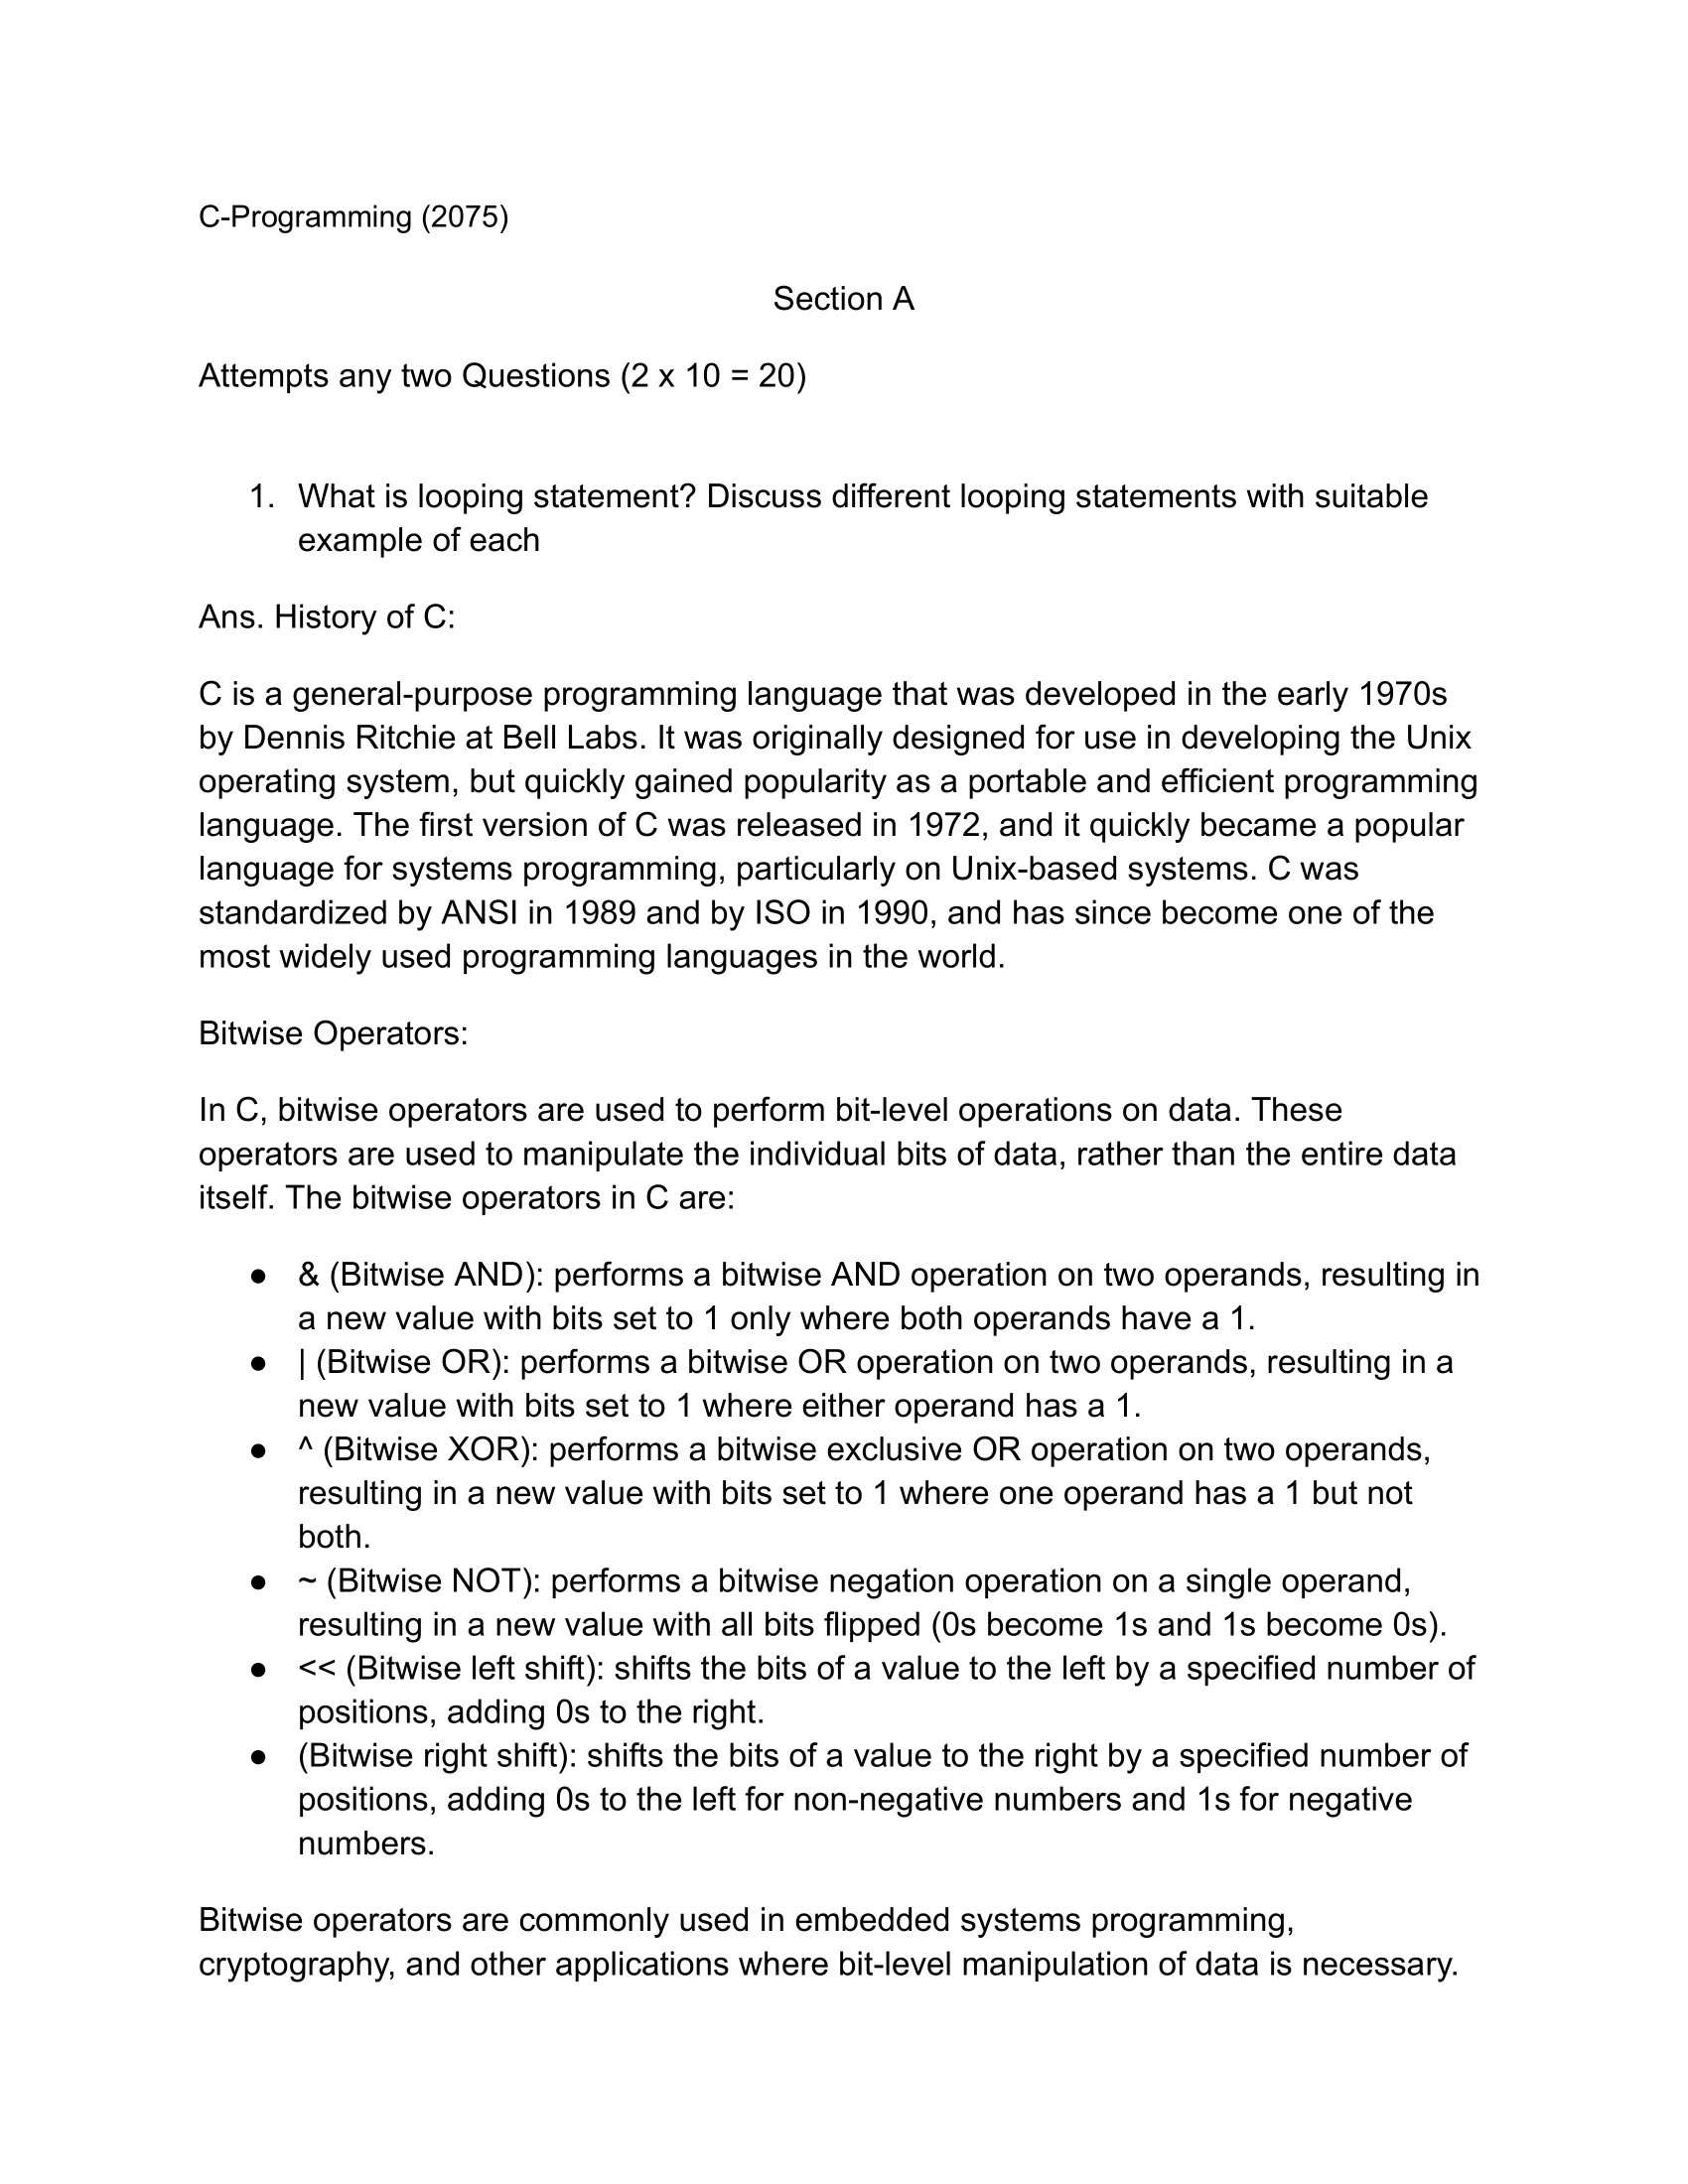 C-Programming (2075)
Section A
Attempts any two Questions (2 x 10 = 20)
1. What is looping statement? Discuss different looping statements with suitable
example of each
Ans. History of C:
C is a general-purpose programming language that was developed in the early 1970s
by Dennis Ritchie at Bell Labs. It was originally designed for use in developing the Unix
operating system, but quickly gained popularity as a portable and efficient programming
language. The first version of C was released in 1972, and it quickly became a popular
language for systems programming, particularly on Unix-based systems. C was
standardized by ANSI in 1989 and by ISO in 1990, and has since become one of the
most widely used programming languages in the world.
Bitwise Operators:
In C, bitwise operators are used to perform bit-level operations on data. These
operators are used to manipulate the individual bits of data, rather than the entire data
itself. The bitwise operators in C are:
● & (Bitwise AND): performs a bitwise AND operation on two operands, resulting in
a new value with bits set to 1 only where both operands have a 1.
● | (Bitwise OR): performs a bitwise OR operation on two operands, resulting in a
new value with bits set to 1 where either operand has a 1.
● ^ (Bitwise XOR): performs a bitwise exclusive OR operation on two operands,
resulting in a new value with bits set to 1 where one operand has a 1 but not
both.
● ~ (Bitwise NOT): performs a bitwise negation operation on a single operand,
resulting in a new value with all bits flipped (0s become 1s and 1s become 0s).
● << (Bitwise left shift): shifts the bits of a value to the left by a specified number of
positions, adding 0s to the right.
● (Bitwise right shift): shifts the bits of a value to the right by a specified number of
positions, adding 0s to the left for non-negative numbers and 1s for negative
numbers.
Bitwise operators are commonly used in embedded systems programming,
cryptography, and other applications where bit-level manipulation of data is necessary.